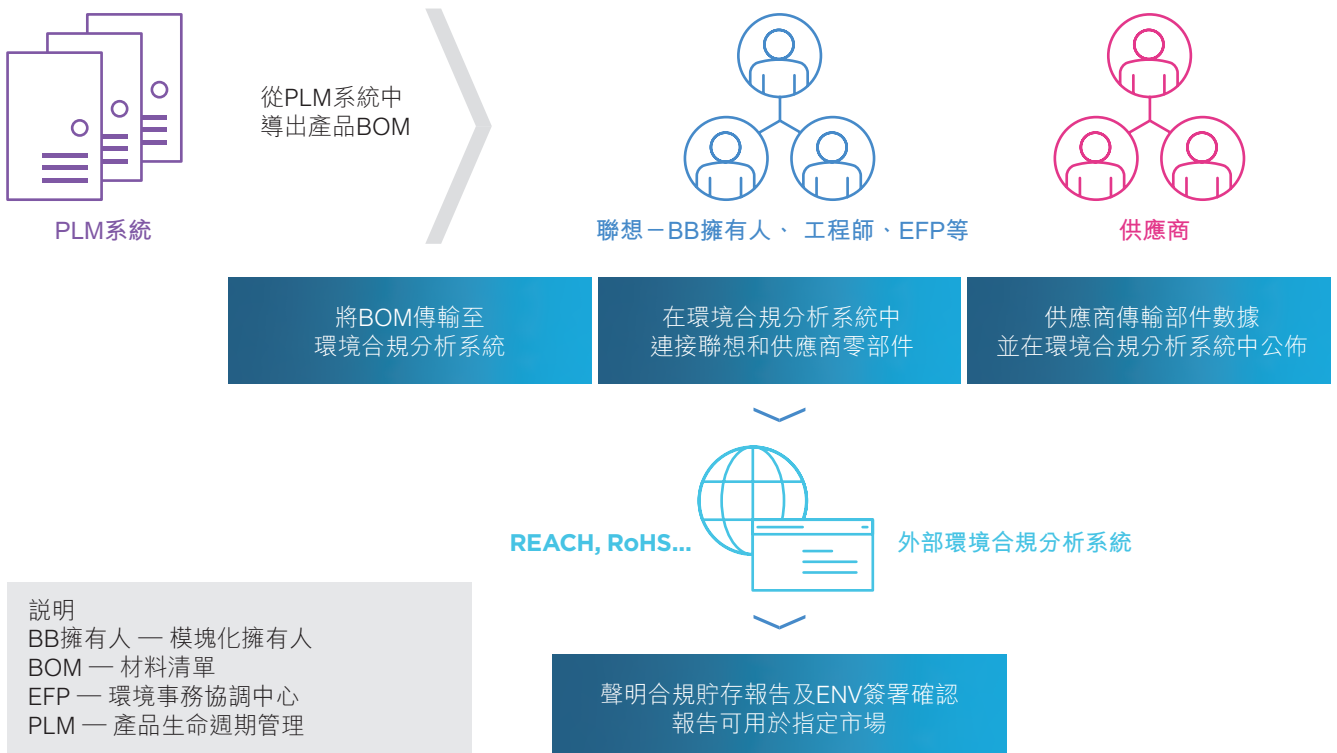 從PLM系統中
導出產品BOM
PLM系統
聯想－BB擁有人、 工程師、EFP等
供應商
將BOM傳輸至
環境合規分析系統
在環境合規分析系統中
連接聯想和供應商零部件
供應商傳輸部件數據
並在環境合規分析系統中公佈
REACH, RoHS...
外部環境合規分析系統
説明
BB擁有人 — 模塊化擁有人
BOM — 材料清單
EFP — 環境事務協調中心
PLM — 產品生命週期管理
聲明合規貯存報告及ENV簽署確認
報告可用於指定市場